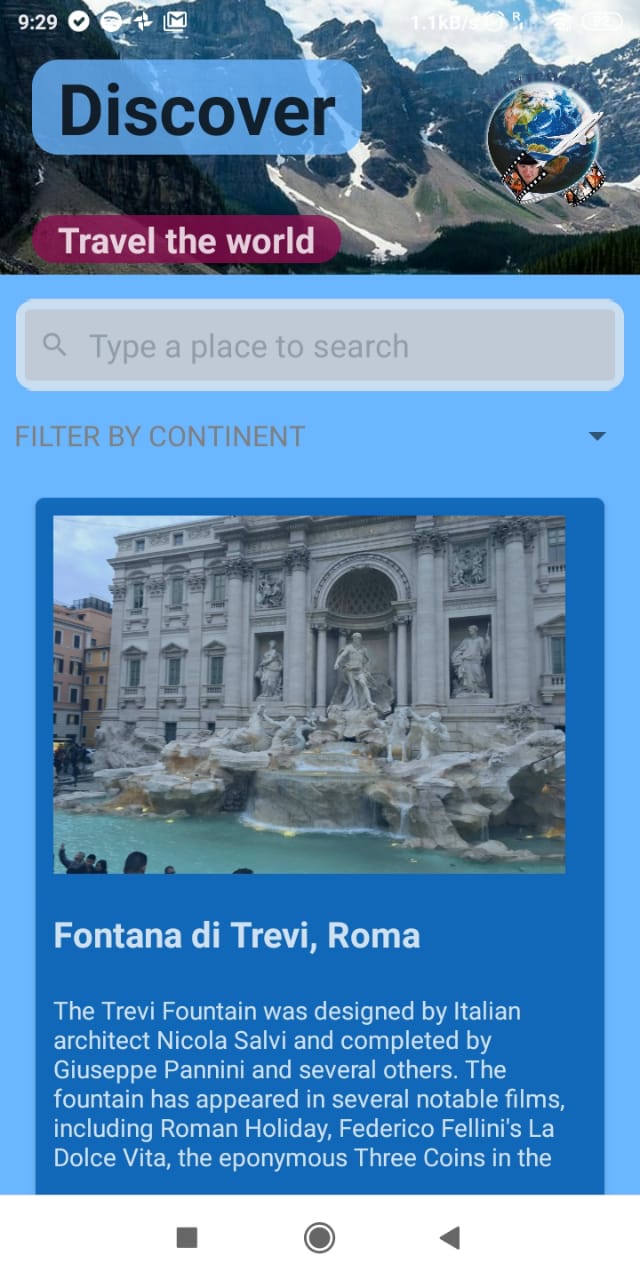 9:29
1.1kB/s
R
Discover
Travel the world
Type a place to search
FILTER BY CONTINENT
Fontana di Trevi, Roma
The Trevi Fountain was designed by Italian
architect Nicola Salvi and completed by
Giuseppe Pannini and several others. The
fountain has appeared in several notable films,
including Roman Holiday, Federico Fellini's La
Dolce Vita, the eponymous Three Coins in the